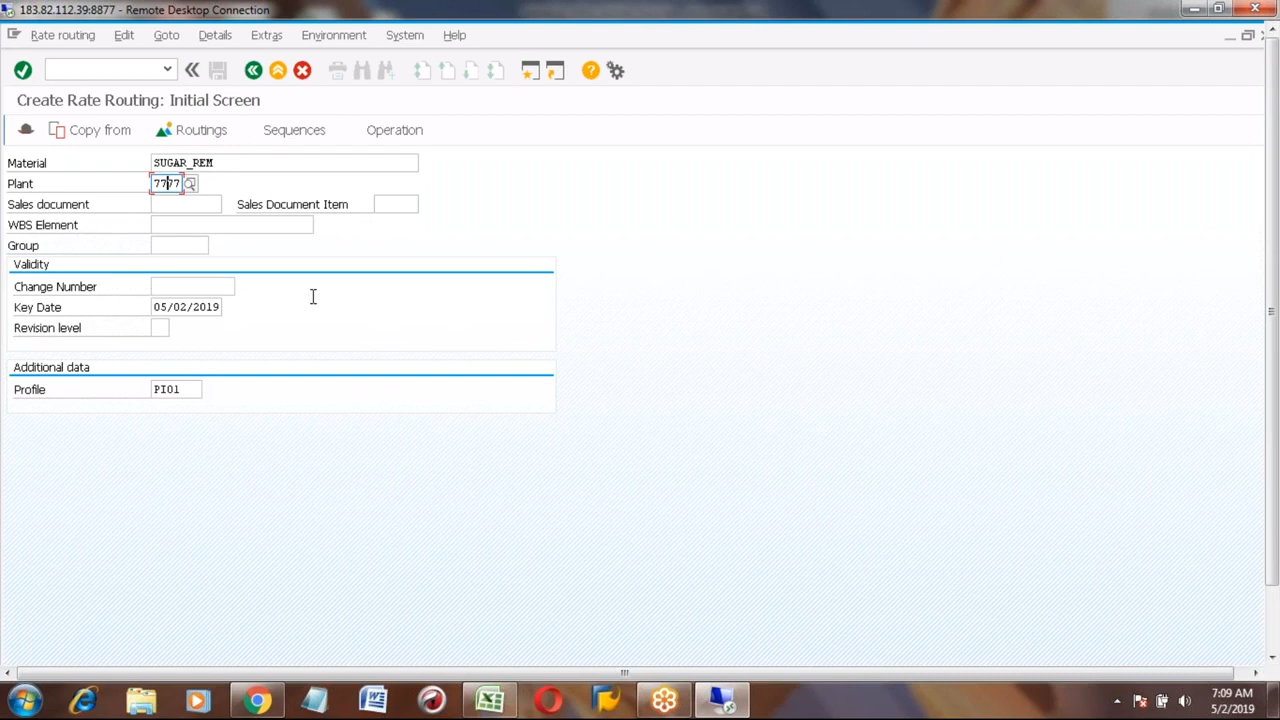 183.82.112.39:8877 - Remote Desktop Connection
Rate routing Edit Goto Details Extras Environment System Help
Create Rate Routing: Initial Screen
Copy from Routings Sequences Operation
Material SUGAR_REM
Plant 7777
Sales document Sales Document Item
WBS Element
Group
Validity
Change Number
Key Date 05/02/2019
Revision level
Additional data
Profile PI01
7:09 AM
5/2/2019